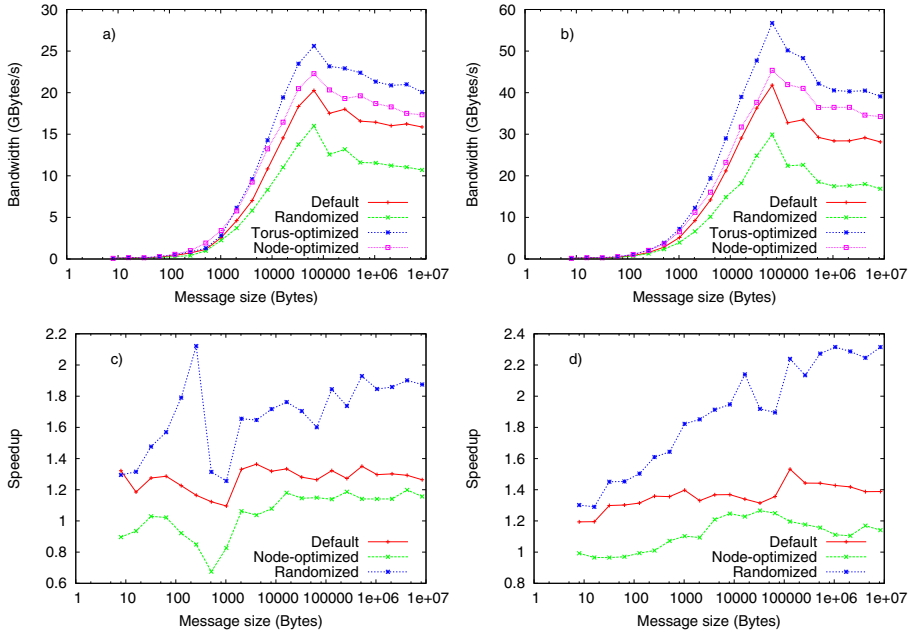 30
25
20
15
10
5
0
Bandwidth (GBytes/s)
a)
Default
Randomized
Torus-optimized
Node-optimized
1 10 100 1000 10000 100000 1e+06 1e+07
Message size (Bytes)
60
50
40
30
20
10
0
Bandwidth (GBytes/s)
b)
Default
Randomized
Torus-optimized
Node-optimized
1 10 100 1000 10000 100000 1e+06 1e+07
Message size (Bytes)
2.2
2
1.8
1.6
1.4
1.2
1
0.8
0.6
Speedup
c)
Default
Node-optimized
Randomized
1 10 100 1000 10000 100000 1e+06 1e+07
Message size (Bytes)
2.4
2.2
2
1.8
1.6
1.4
1.2
1
0.8
Speedup
d)
Default
Node-optimized
Randomized
1 10 100 1000 10000 100000 1e+06 1e+07
Message size (Bytes)